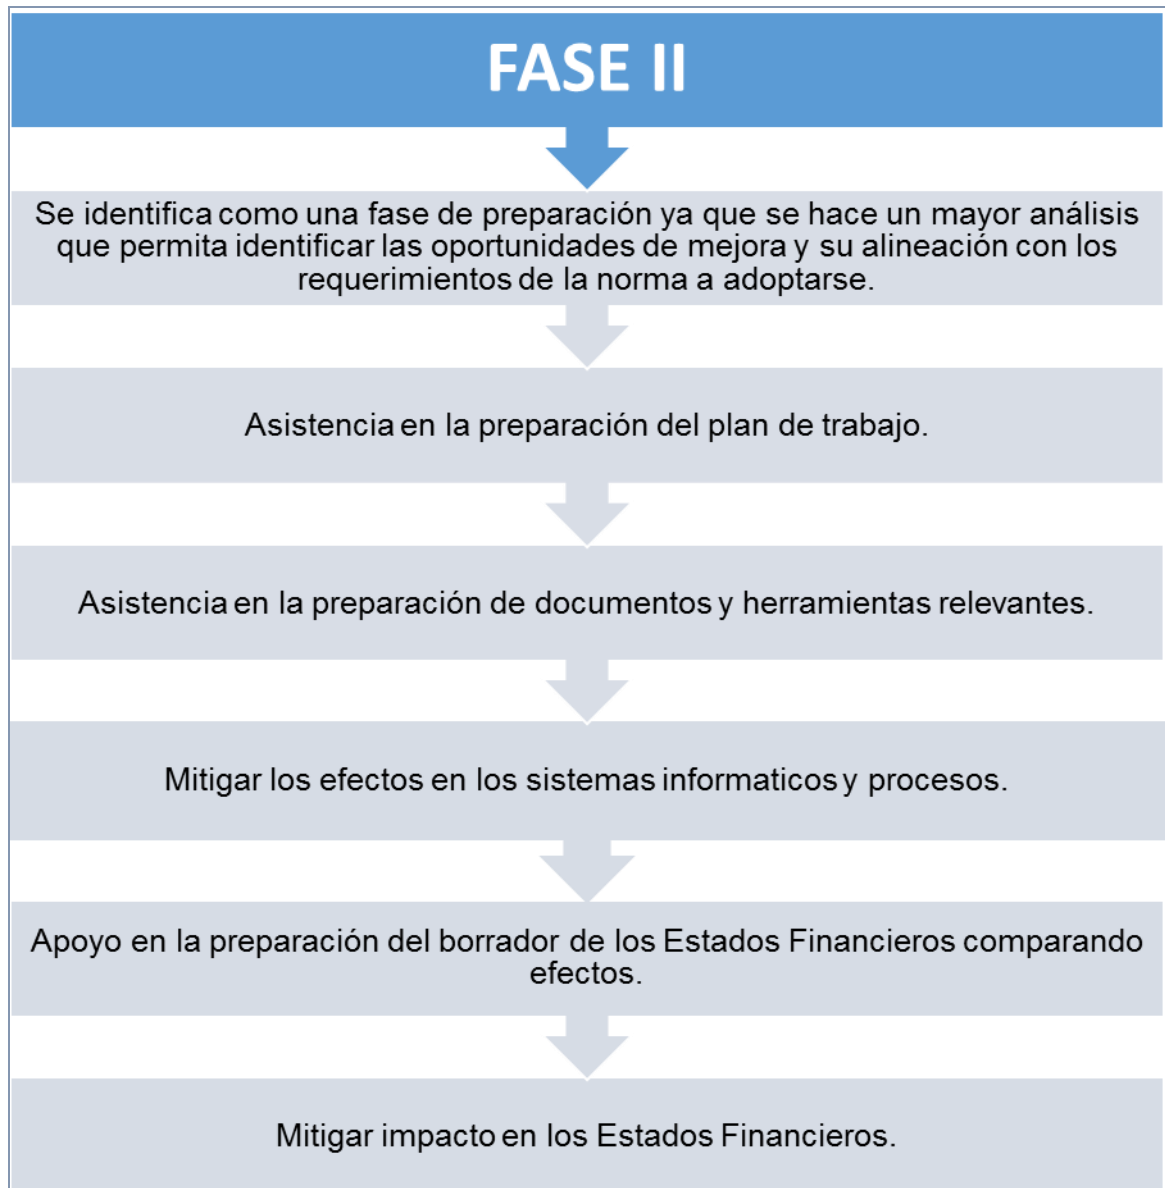 FASE II
Se identifica como una fase de preparación ya que se hace un mayor análisis
que permita identificar las oportunidades de mejora y su alineación con los
requerimientos de la norma a adoptarse.
Asistencia en la preparación del plan de trabajo.
Asistencia en la preparación de documentos y herramientas relevantes.
Mitigar los efectos en los sistemas informaticos y procesos.
Apoyo en la preparación del borrador de los Estados Financieros comparando
efectos.
Mitigar impacto en los Estados Financieros.